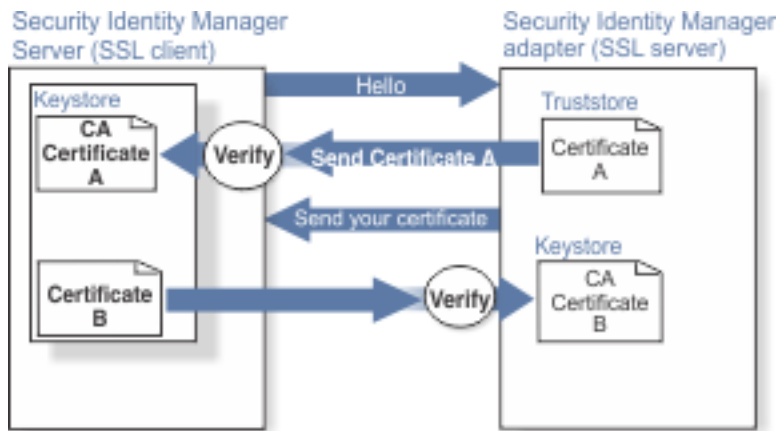 Security Identity Manager
Server (SSL client)
Security Identity Manager
adapter (SSL server)
Hello
Keystore
CA
Certificate
A
Verify
Send Certificate A
Truststore
Certificate
A
Send your certificate
Certificate
B
Verify
Keystore
CA
Certificate
B